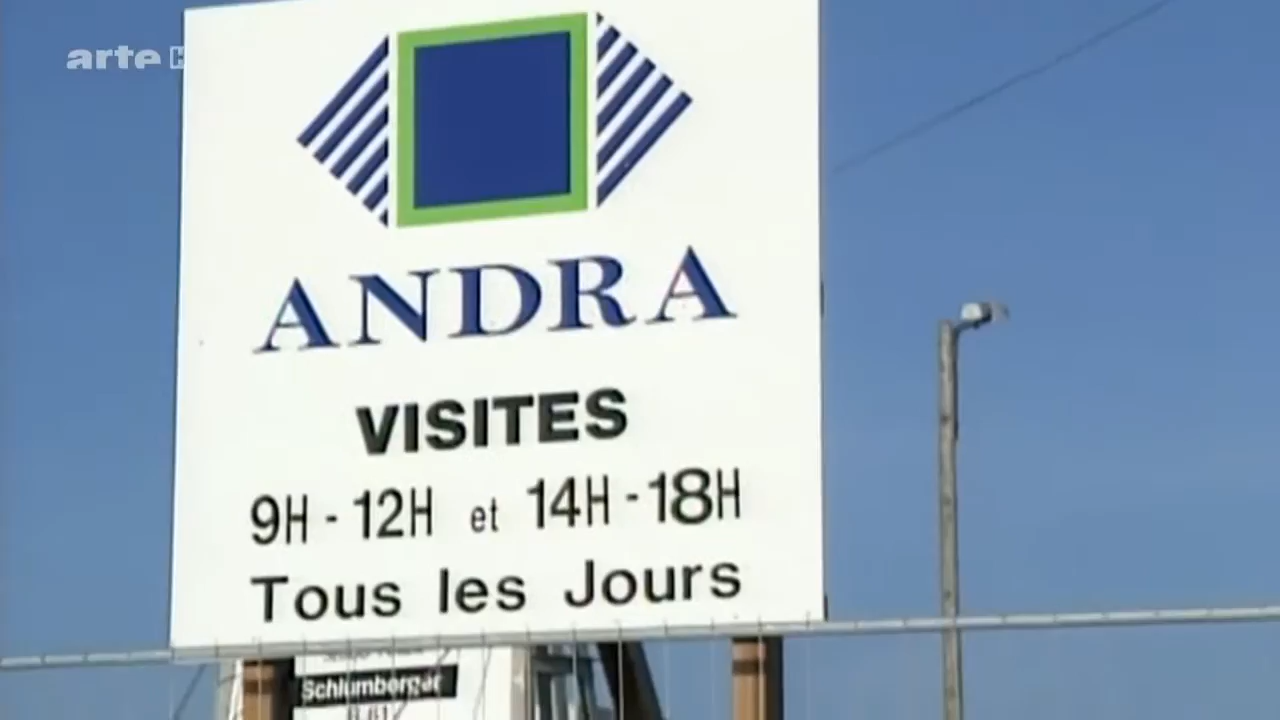 arte
ANDRA
VISITES
9H - 12H et 14H - 18H
Tous les Jours
Schlumberger